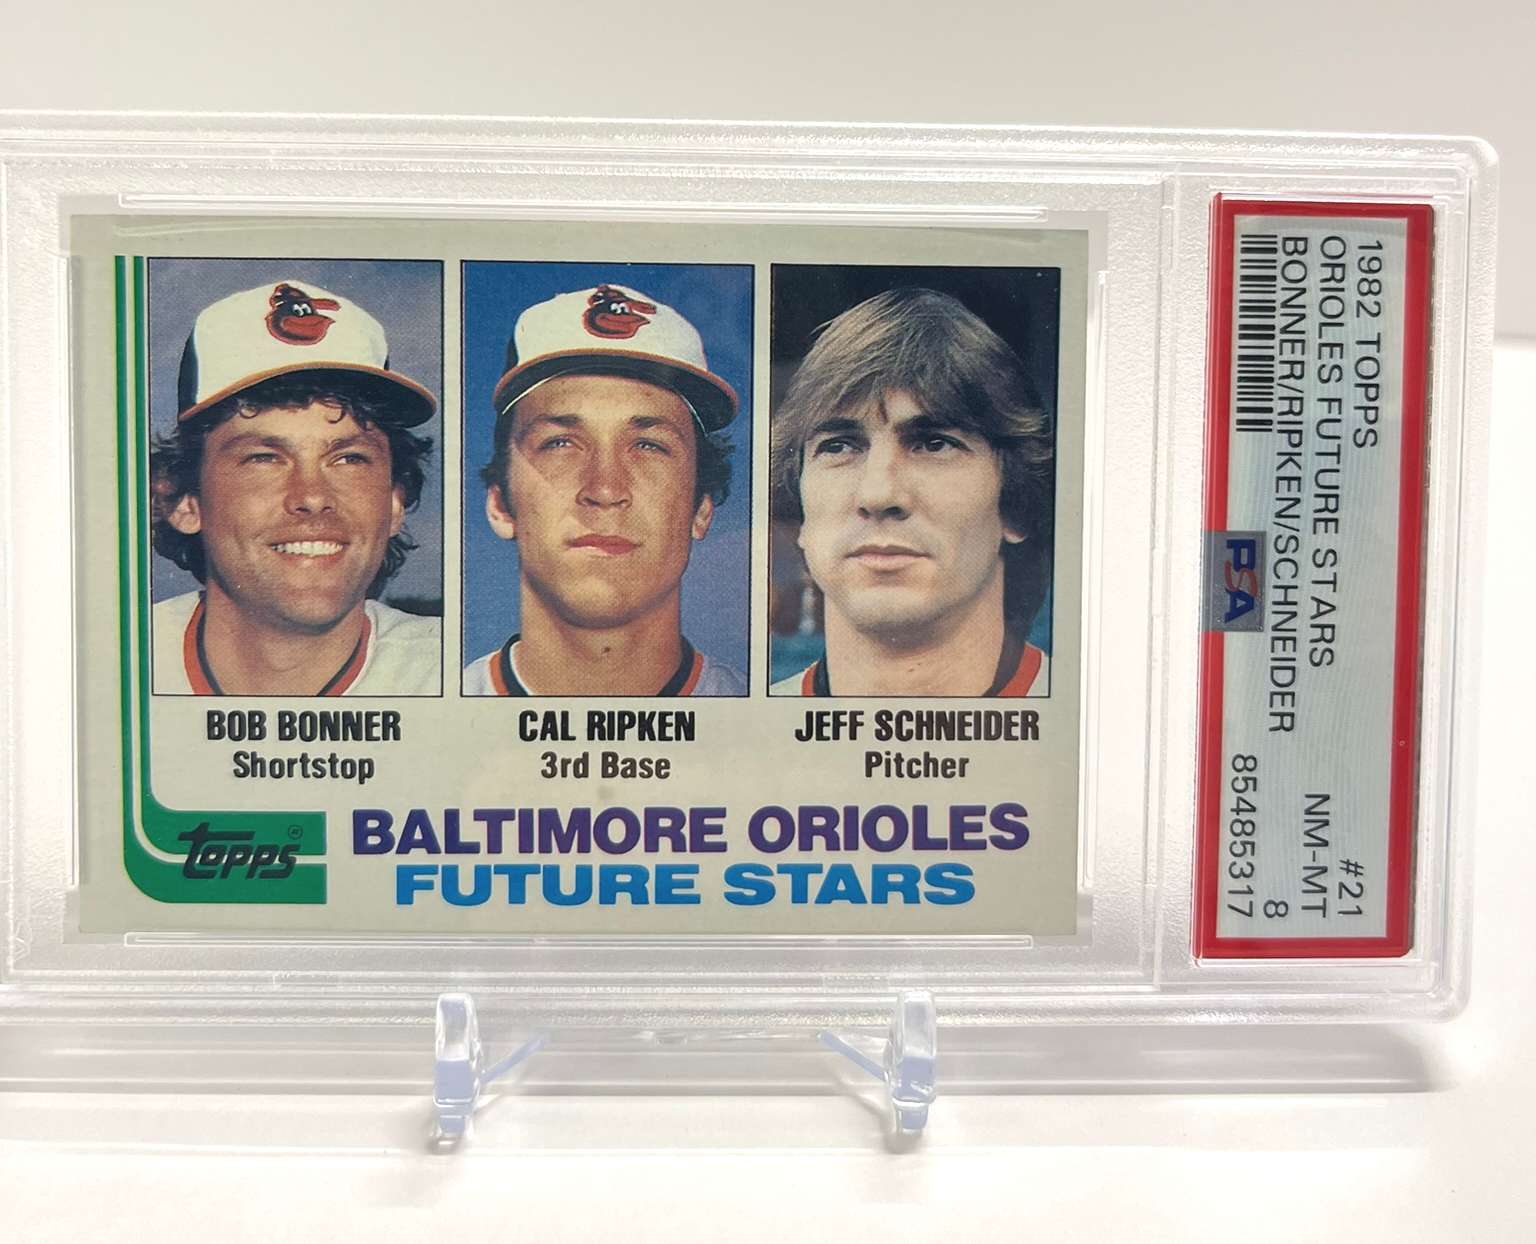 BOB BONNER
Shortstop
CAL RIPKEN
3rd Base
JEFF SCHNEIDER
Pitcher
Topps ®
BALTIMORE ORIOLES
FUTURE STARS
1982 TOPPS #21
ORIOLES FUTURE STARS NM-MT
BONNER/RIPKEN/SCHNEIDER 8
85485317
PSA